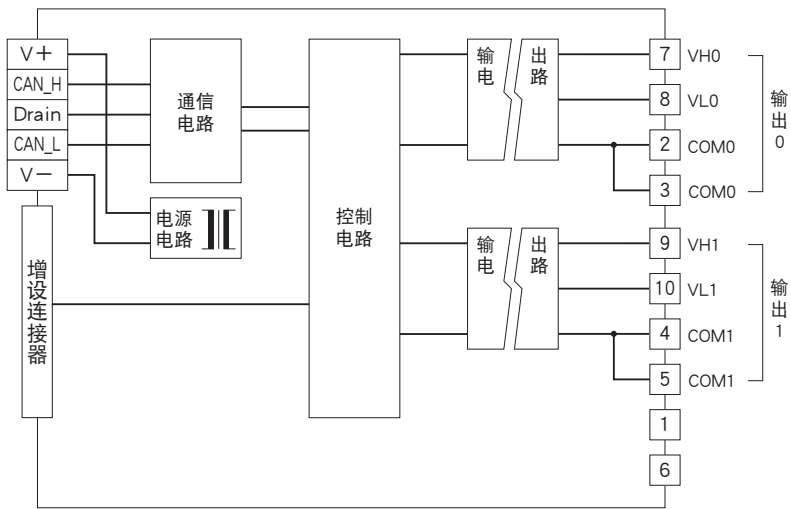 V+
CAN_H
Drain
CAN_L
V-
增设连接器
通信
电路
电源
电路
控制
电路
输出
电路
7 VH0
8 VL0
2 COM0
3 COM0
输出0
输出
电路
9 VH1
10 VL1
4 COM1
5 COM1
输出1
1
6